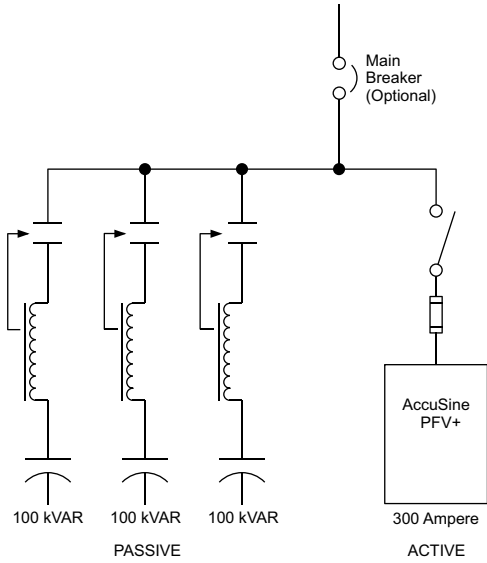 Main
Breaker
(Optional)
AccuSine
PFV+
100 kVAR 100 kVAR 100 kVAR 300 Ampere
PASSIVE ACTIVE